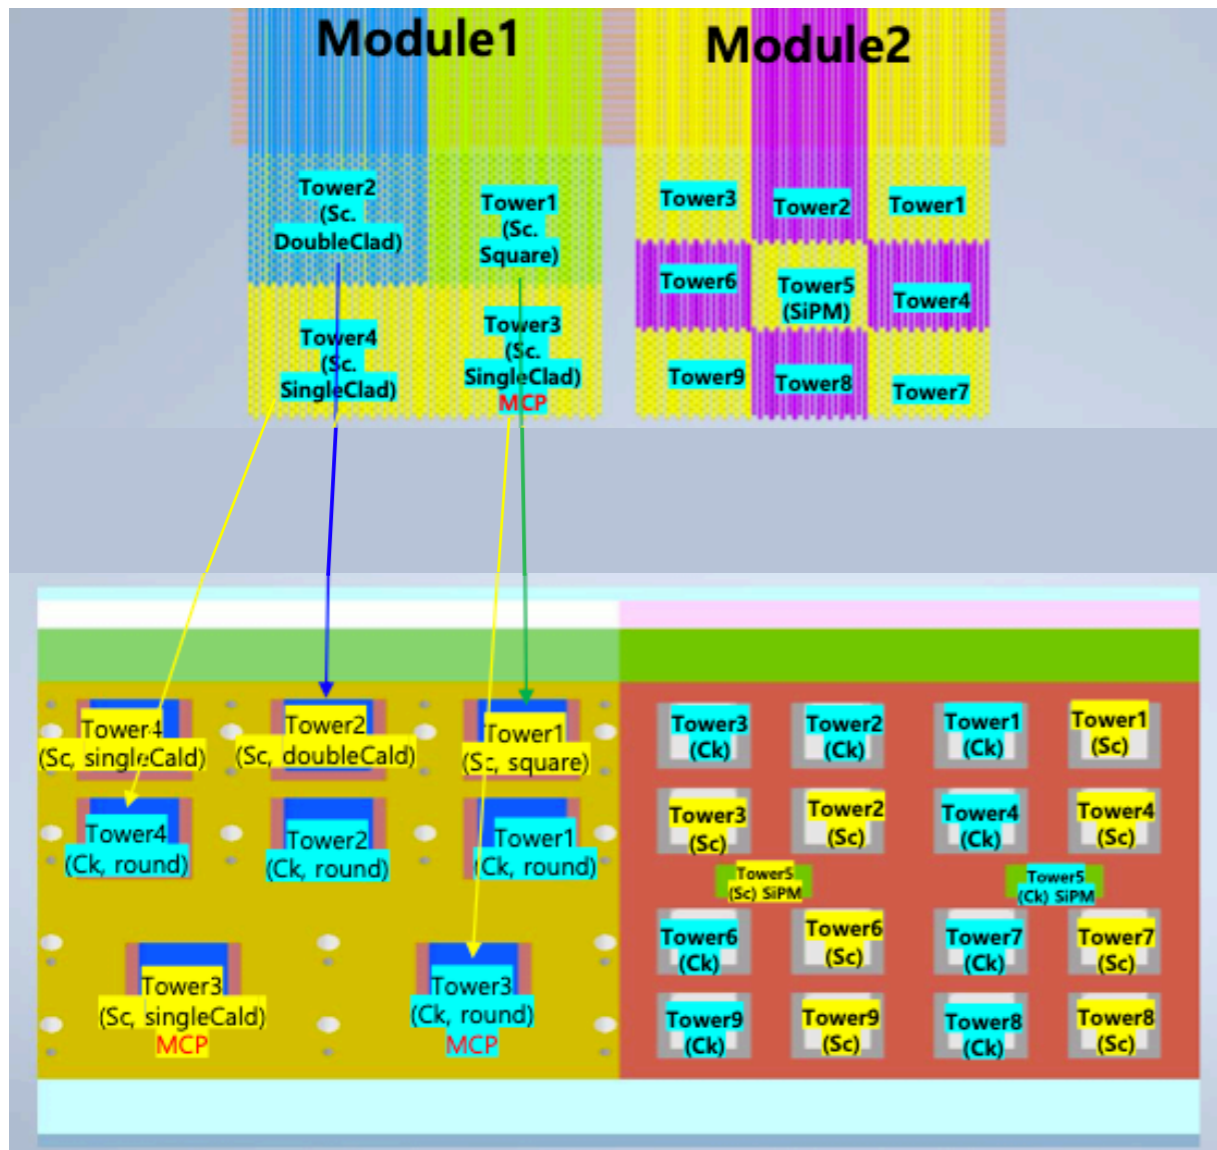 Module1
Module2
Tower2
(Sc.
DoubleClad)
Tower1
(Sc.
Square)
Tower4
(Sc.
SingleClad)
Tower3
(Sc.
SingleClad)
MCP
Tower3
Tower2
Tower1
Tower6
Tower5
(SiPM)
Tower4
Tower9
Tower8
Tower7
Tower4
(Sc, singleCald)
Tower2
(Sc, doubleCald)
Tower1
(Sc, square)
Tower4
(Ck, round)
Tower2
(Ck, round)
Tower1
(Ck, round)
Tower3
(Sc, singleCald)
MCP
Tower3
(Ck, round)
MCP
Tower3
(Ck)
Tower2
(Ck)
Tower1
(Ck)
Tower1
(Sc)
Tower3
(Sc)
Tower2
(Sc)
Tower4
(Ck)
Tower4
(Sc)
Tower5
(Sc) SiPM
Tower5
(Ck) SiPM
Tower6
(Ck)
Tower6
(Sc)
Tower7
(Ck)
Tower7
(Sc)
Tower9
(Ck)
Tower9
(Sc)
Tower8
(Ck)
Tower8
(Sc)